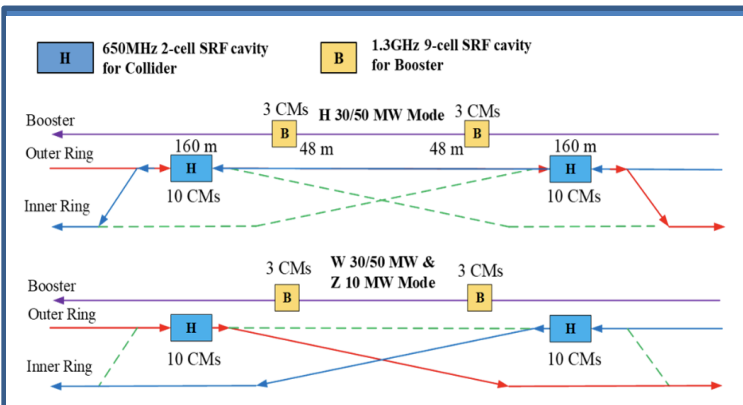 H
650MHz 2-cell SRF cavity
for Collider
B
1.3GHz 9-cell SRF cavity
for Booster
3 CMs H 30/50 MW Mode 3 CMs
Booster
B
B
Outer Ring
160 m
48 m
48 m
160 m
H
H
10 CMs
10 CMs
Inner Ring
W 30/50 MW &
3 CMs
3 CMs
Z 10 MW Mode
Booster
B
B
Outer Ring
H
H
10 CMs
10 CMs
Inner Ring